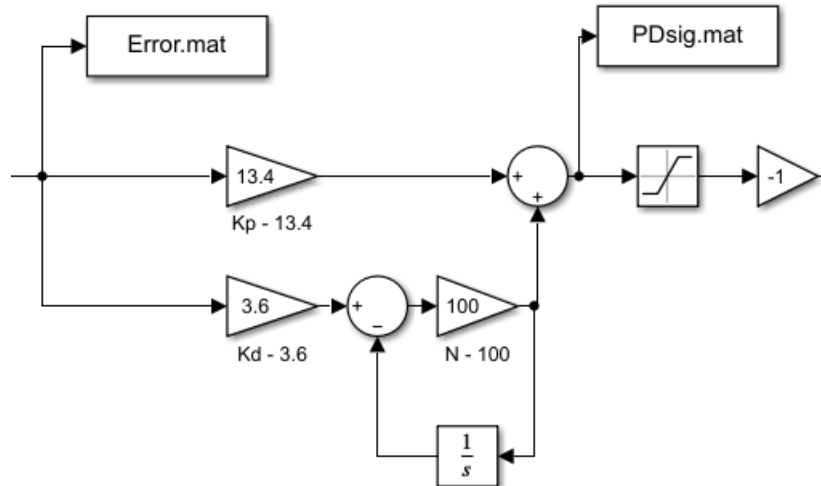 Error.mat
PDsig.mat
13.4
+
+
-1
Kp - 13.4
3.6
+
−
100
Kd - 3.6
N - 100
1
s